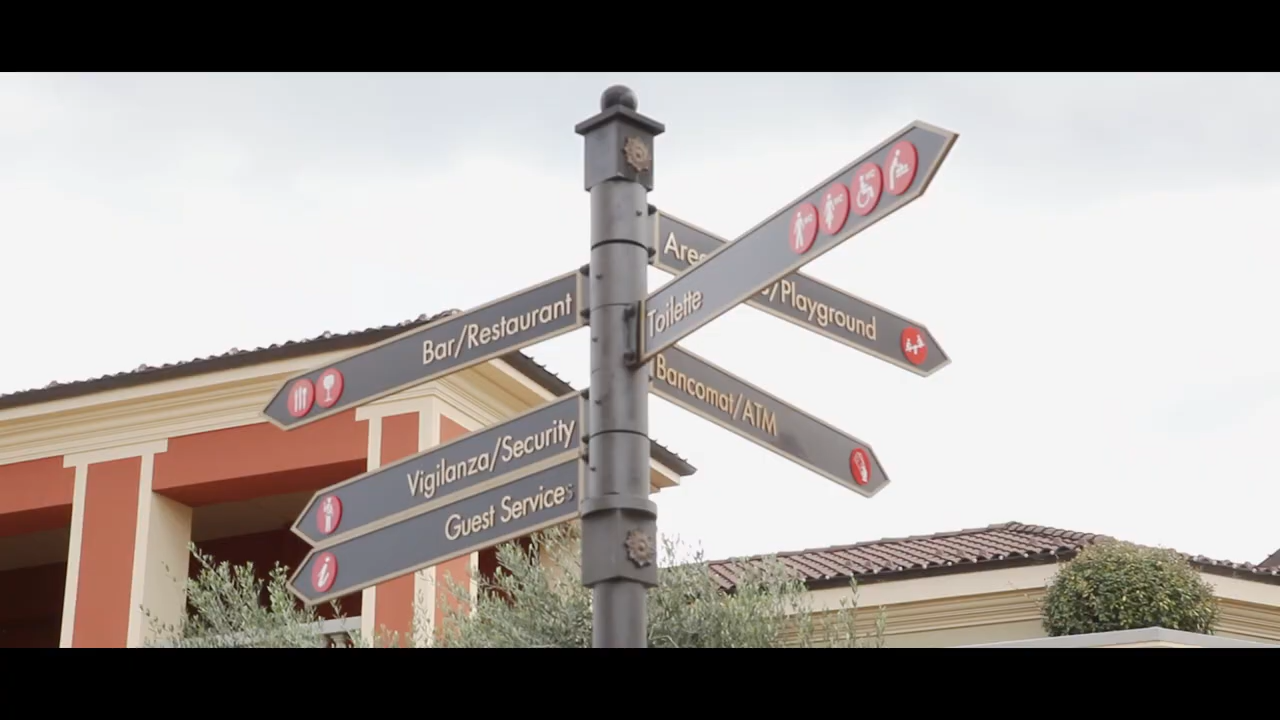 Bar/Restaurant
Vigilanza/Security
Guest Services
Toilette
/Playground
Bancomat/ATM